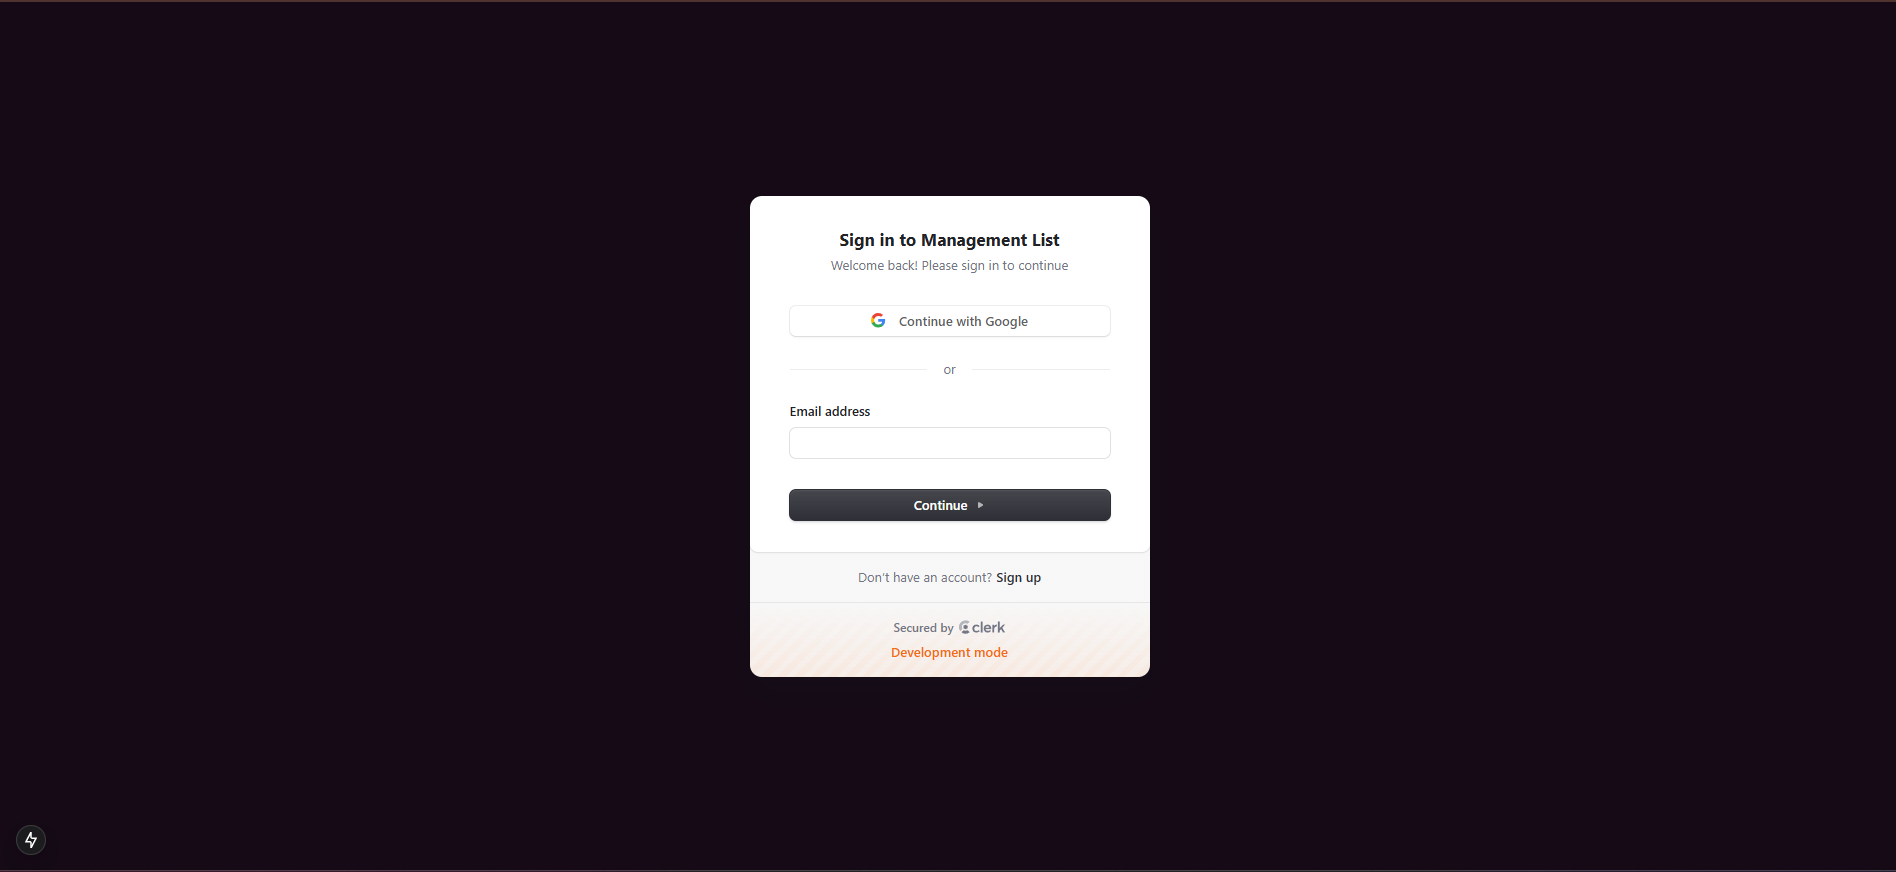 Sign in to Management List
Welcome back! Please sign in to continue
Continue with Google
or
Email address
Continue
Don't have an account? Sign up
Secured by clerk
Development mode